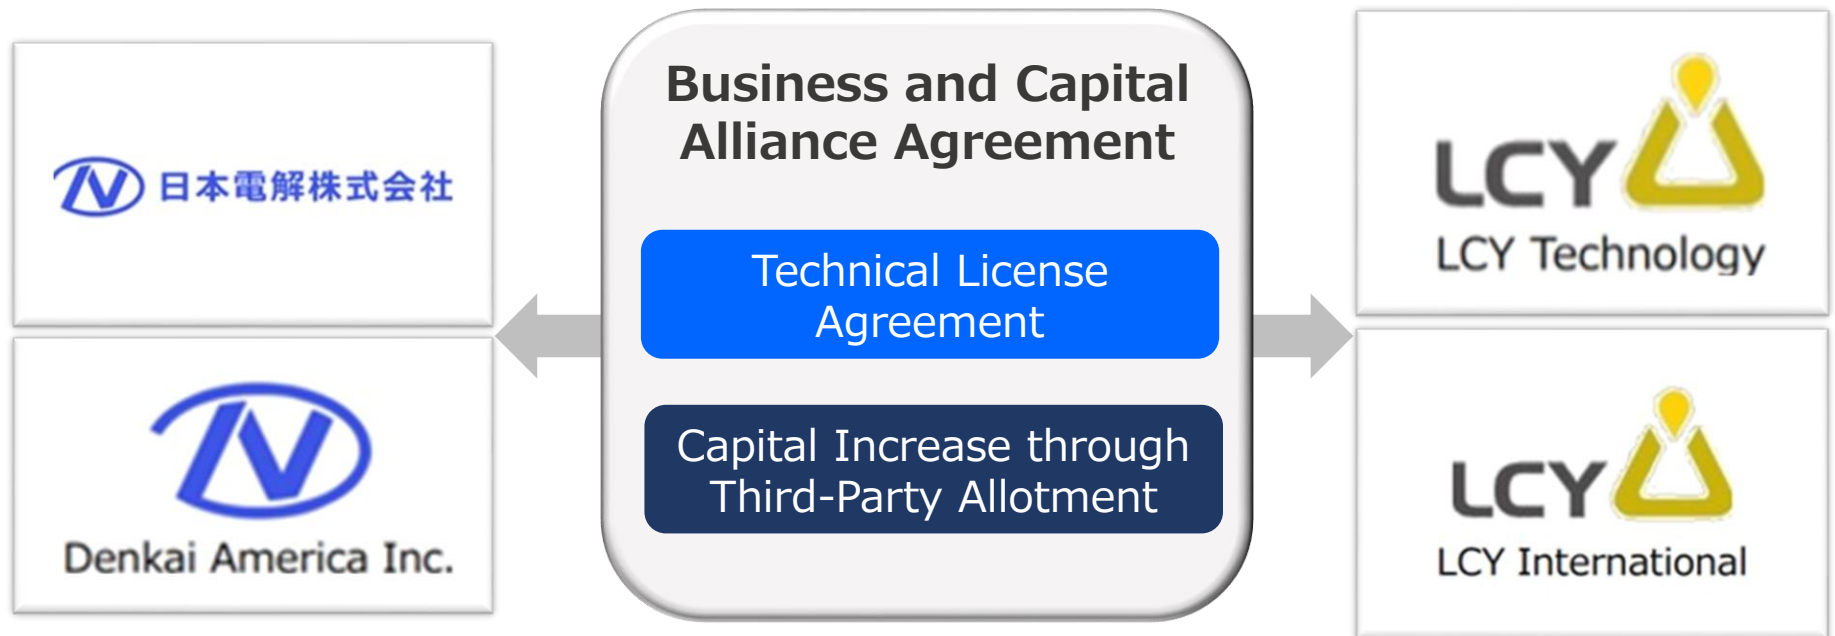 日本電解株式会社
Denkai America Inc.
Business and Capital
Alliance Agreement
Technical License
Agreement
Capital Increase through
Third-Party Allotment
LCY
LCY Technology
LCY
LCY International